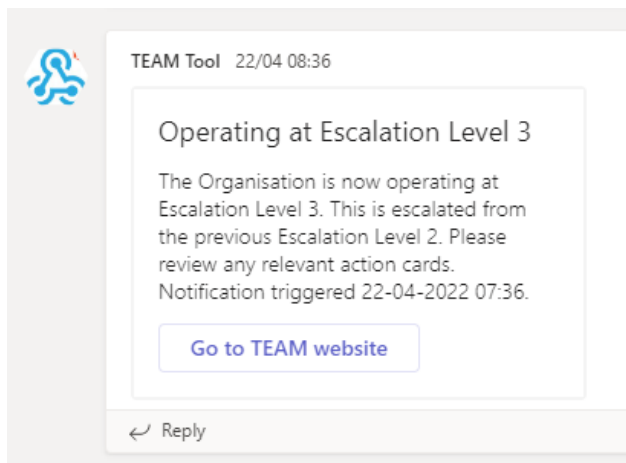 TEAM Tool 22/04 08:36
Operating at Escalation Level 3
The Organisation is now operating at
Escalation Level 3. This is escalated from
the previous Escalation Level 2. Please
review any relevant action cards.
Notification triggered 22-04-2022 07:36.
Go to TEAM website
Reply